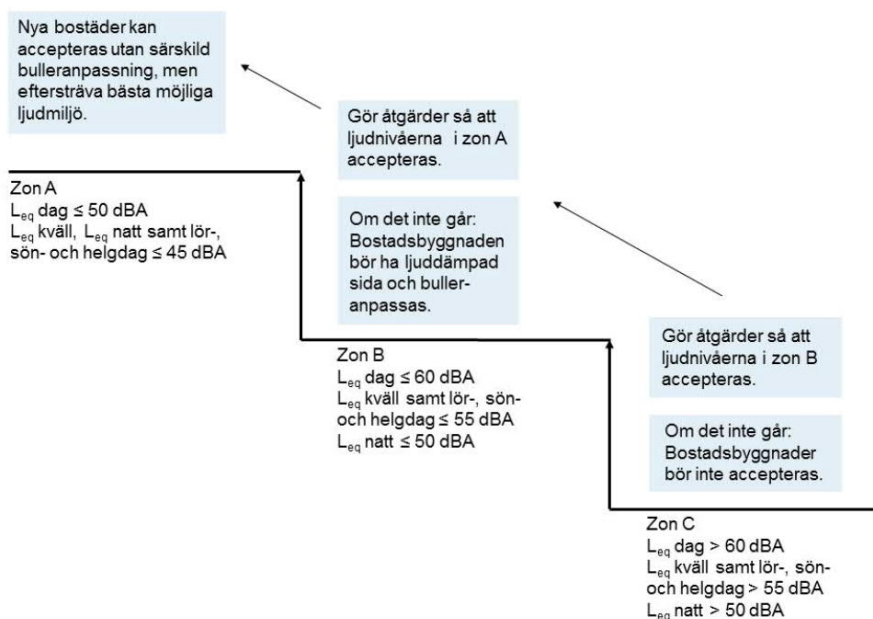 Nya bostäder kan
accepteras utan särskild
bulleranpassning, men
eftersträva bästa möjliga
ljudmiljö.
Zon A
Leq dag ≤ 50 dBA
Leq kväll, Leq natt samt lör-,
sön- och helgdag ≤ 45 dBA
Gör åtgärder så att
ljudnivåerna i zon A
accepteras.
Om det inte går:
Bostadsbyggnaden
bör ha ljuddämpad
sida och buller-
anpassas.
Zon B
Leq dag ≤ 60 dBA
Leq kväll samt lör-, sön-
och helgdag ≤ 55 dBA
Leq natt ≤ 50 dBA
Gör åtgärder så att
ljudnivåerna i zon B
accepteras.
Om det inte går:
Bostadsbyggnader
bör inte accepteras.
Zon C
Leq dag > 60 dBA
Leq kväll samt lör-, sön-
och helgdag > 55 dBA
Leq natt > 50 dBA